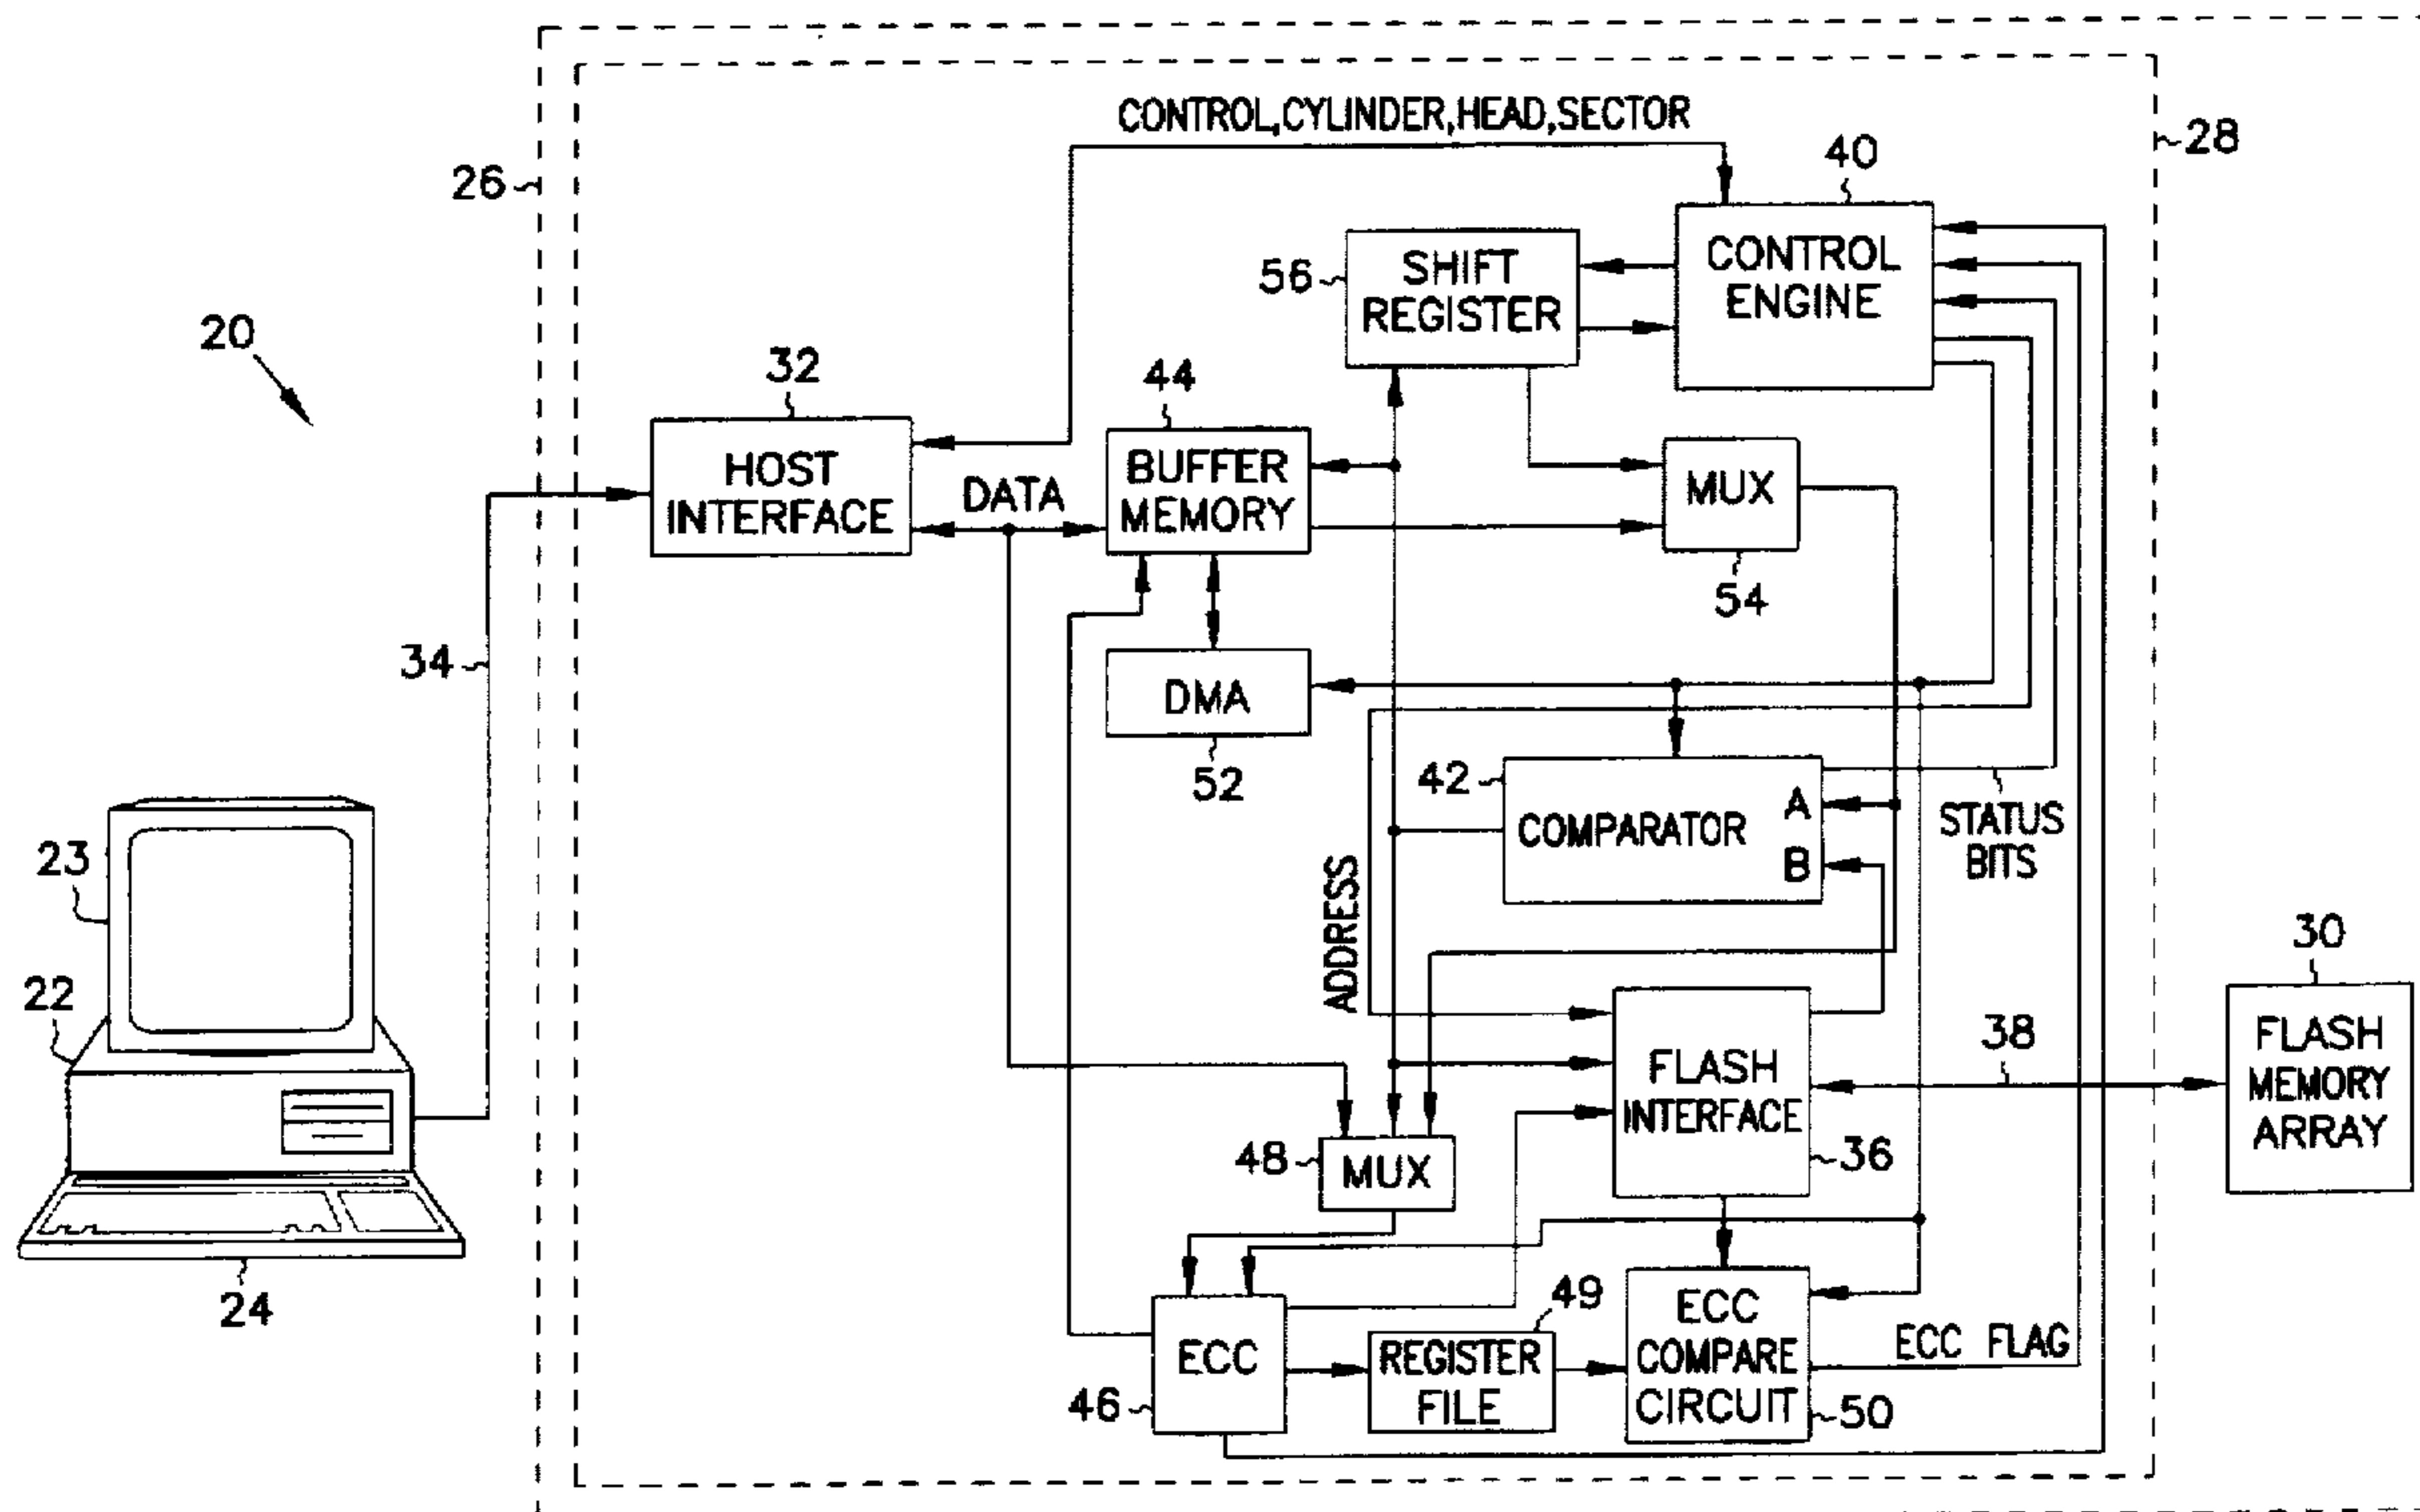 CONTROL,CYLINDER,HEAD,SECTOR
26
28
40
CONTROL
ENGINE
56
SHIFT
REGISTER
20
32
HOST
INTERFACE
DATA
44
BUFFER
MEMORY
MUX
54
34
DMA
52
42
COMPARATOR
A
B
STATUS
BITS
ADDRESS
23
22
24
30
FLASH
MEMORY
ARRAY
38
FLASH
INTERFACE
36
48
MUX
46
ECC
49
REGISTER
FILE
ECC
COMPARE
CIRCUIT
50
ECC FLAG